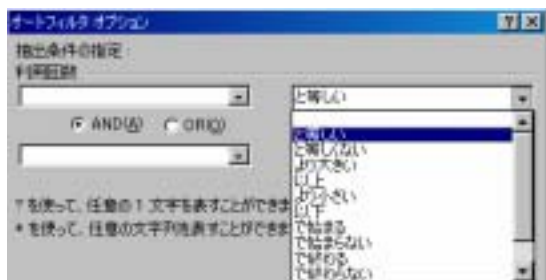 オートフィルタ オプション
抽出条件の指定:
利用回数
と等しい
AND(A) OR(O)
と等しい
と等しくない
より大きい
以上
より小さい
以下
で始まる
で始まらない
で終わる
で終わらない
? を使って、任意の 1 文字を表すことができま
* を使って、任意の文字列を表すことができま